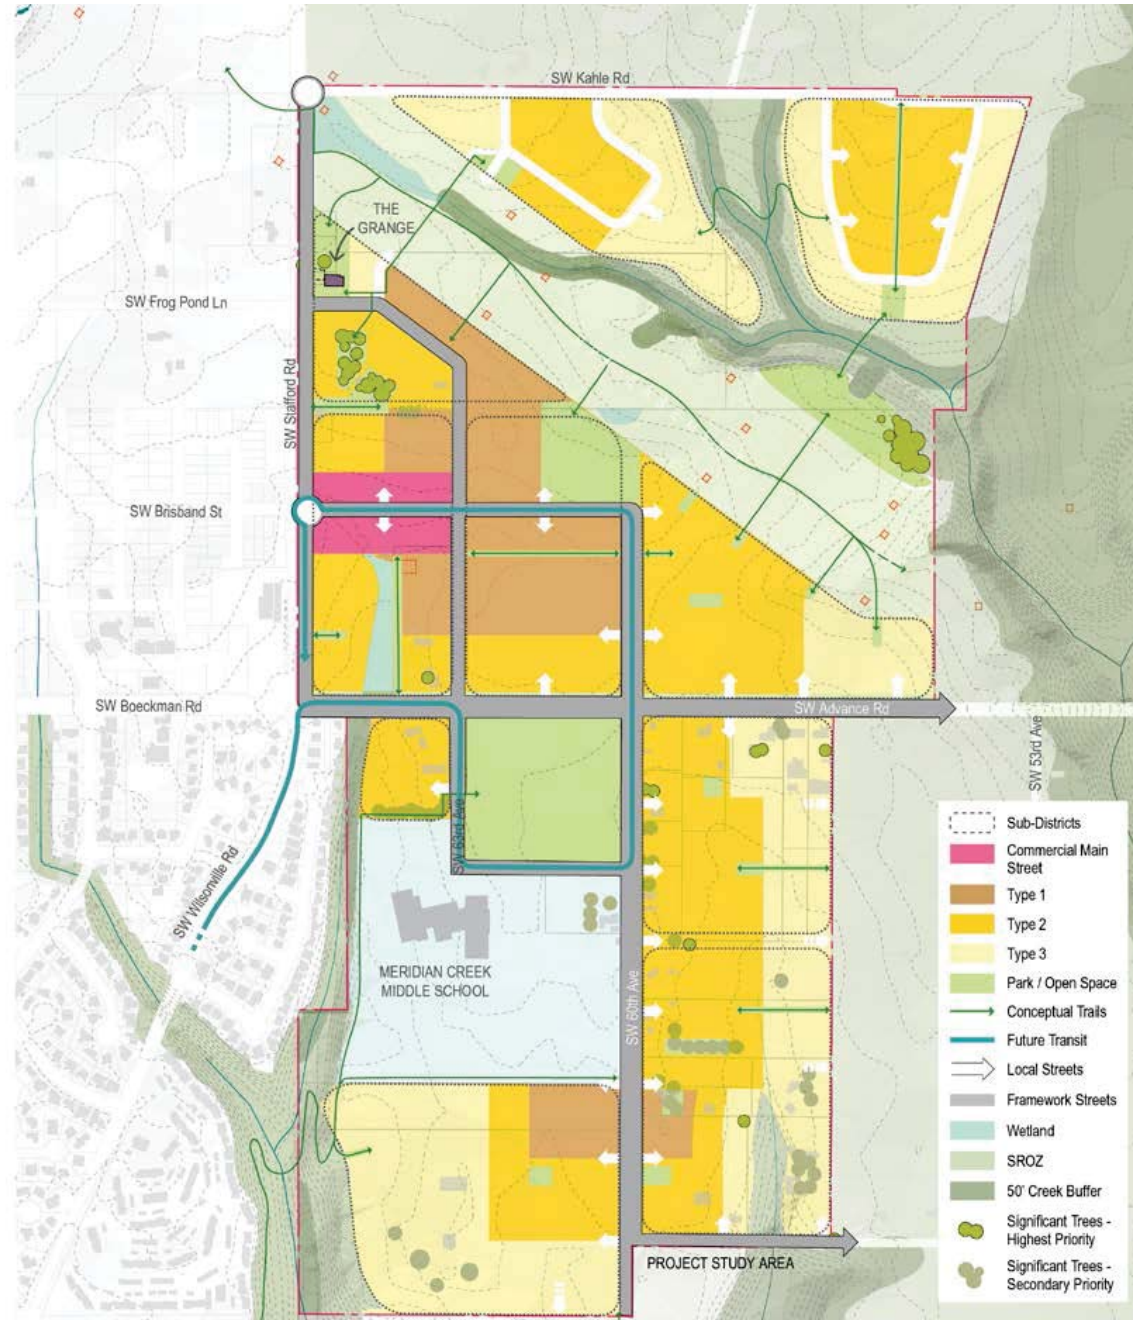 SW Kahle Rd
THE
GRANGE
SW Frog Pond Ln
SW Stafford Rd
SW Brisband St
SW Boeckman Rd
SW Advance Rd
SW 53rd Ave
SW 63rd Ave
SW Wilsonville Rd
MERIDIAN CREEK
MIDDLE SCHOOL
SW 60th Ave
PROJECT STUDY AREA
Sub-Districts
Commercial Main
Street
Type 1
Type 2
Type 3
Park / Open Space
Conceptual Trails
Future Transit
Local Streets
Framework Streets
Wetland
SROZ
50' Creek Buffer
Significant Trees -
Highest Priority
Significant Trees -
Secondary Priority